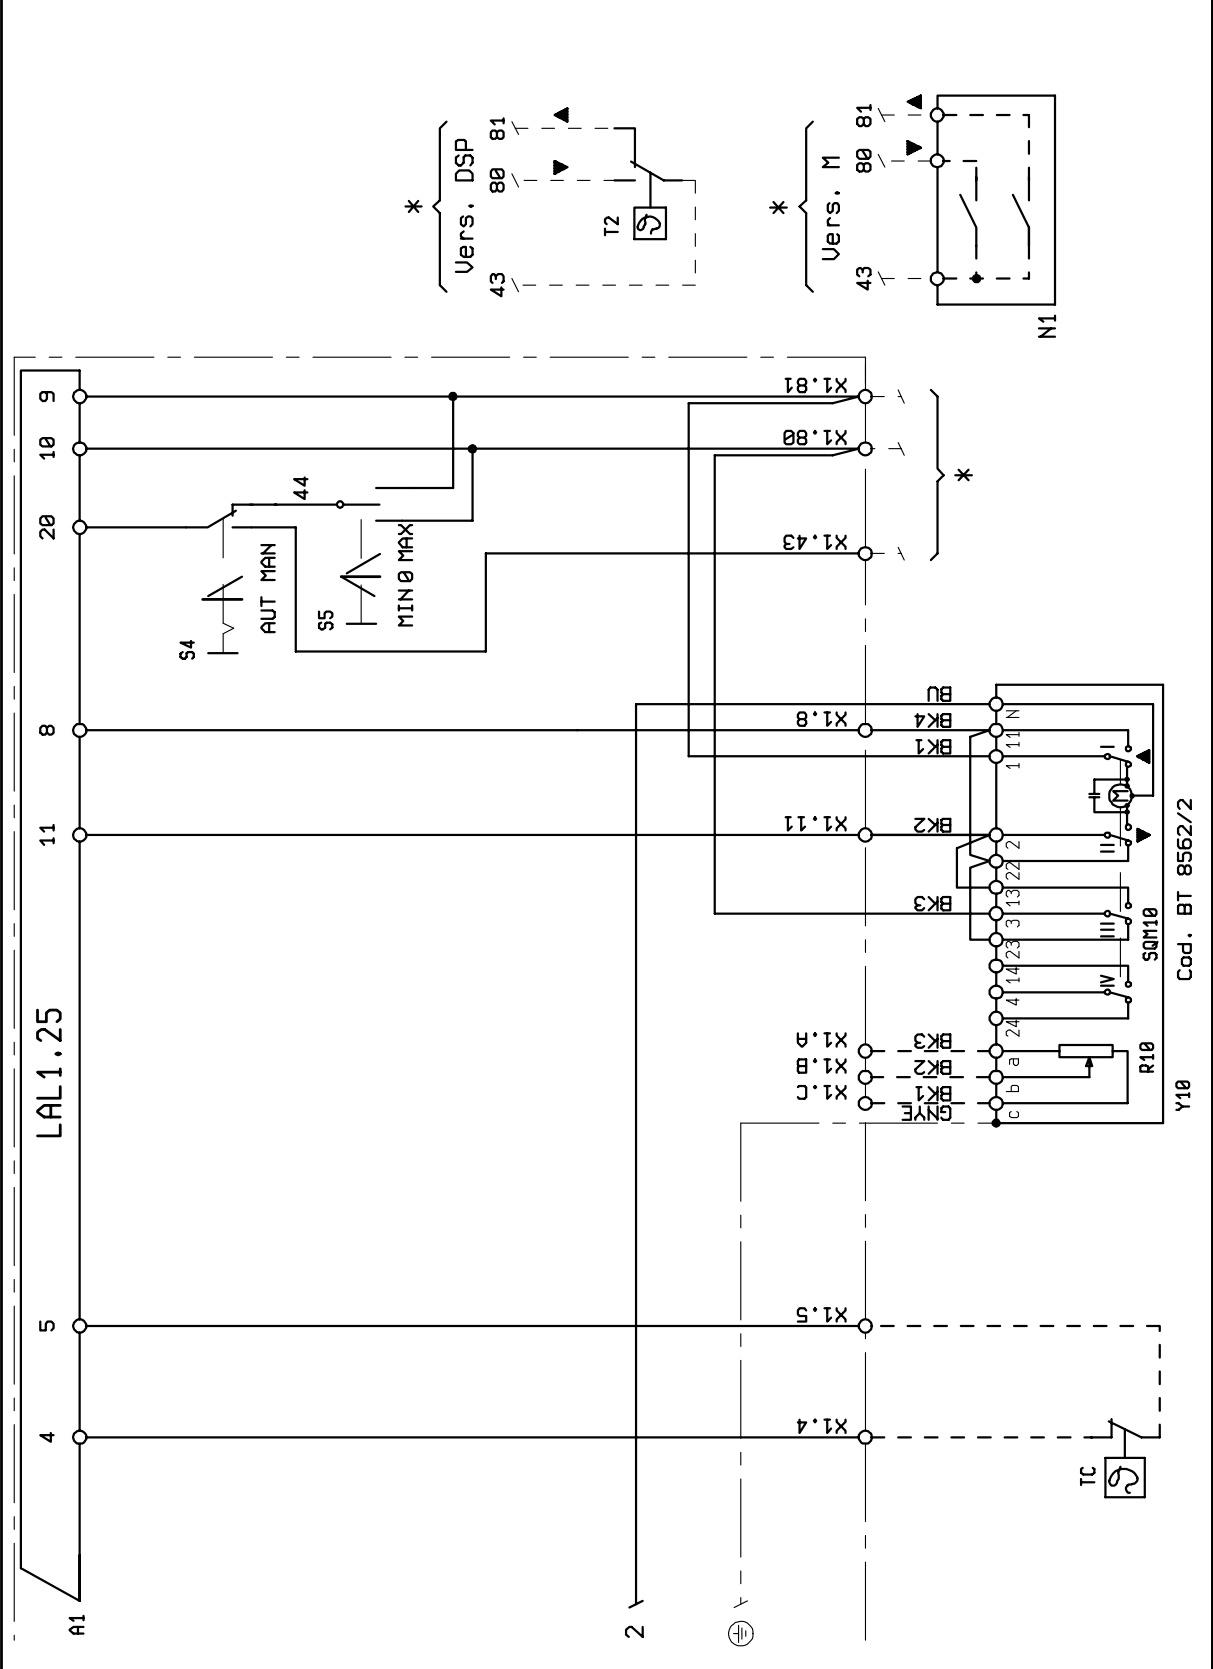 LAL1.25
A1
4
5
11
8
20
10
9
S4
AUT MAN
44
S5
MIN 0 MAX
2
X1.4
X1.5
X1.C
X1.B
X1.A
X1.11
X1.8
X1.43
X1.80
X1.81
GNYE
BK1
BK2
BK3
BK3
BK2
BK1
BK4
BU
c
b
a
24
4
14
23
3
13
22
2
1
11
N
IV
III
II
I
M
R10
SQM10
Y10
Cod. BT 8562/2
TC
*
*
Vers. DSP
43
80
81
T2
*
Vers. M
43
80
81
N1